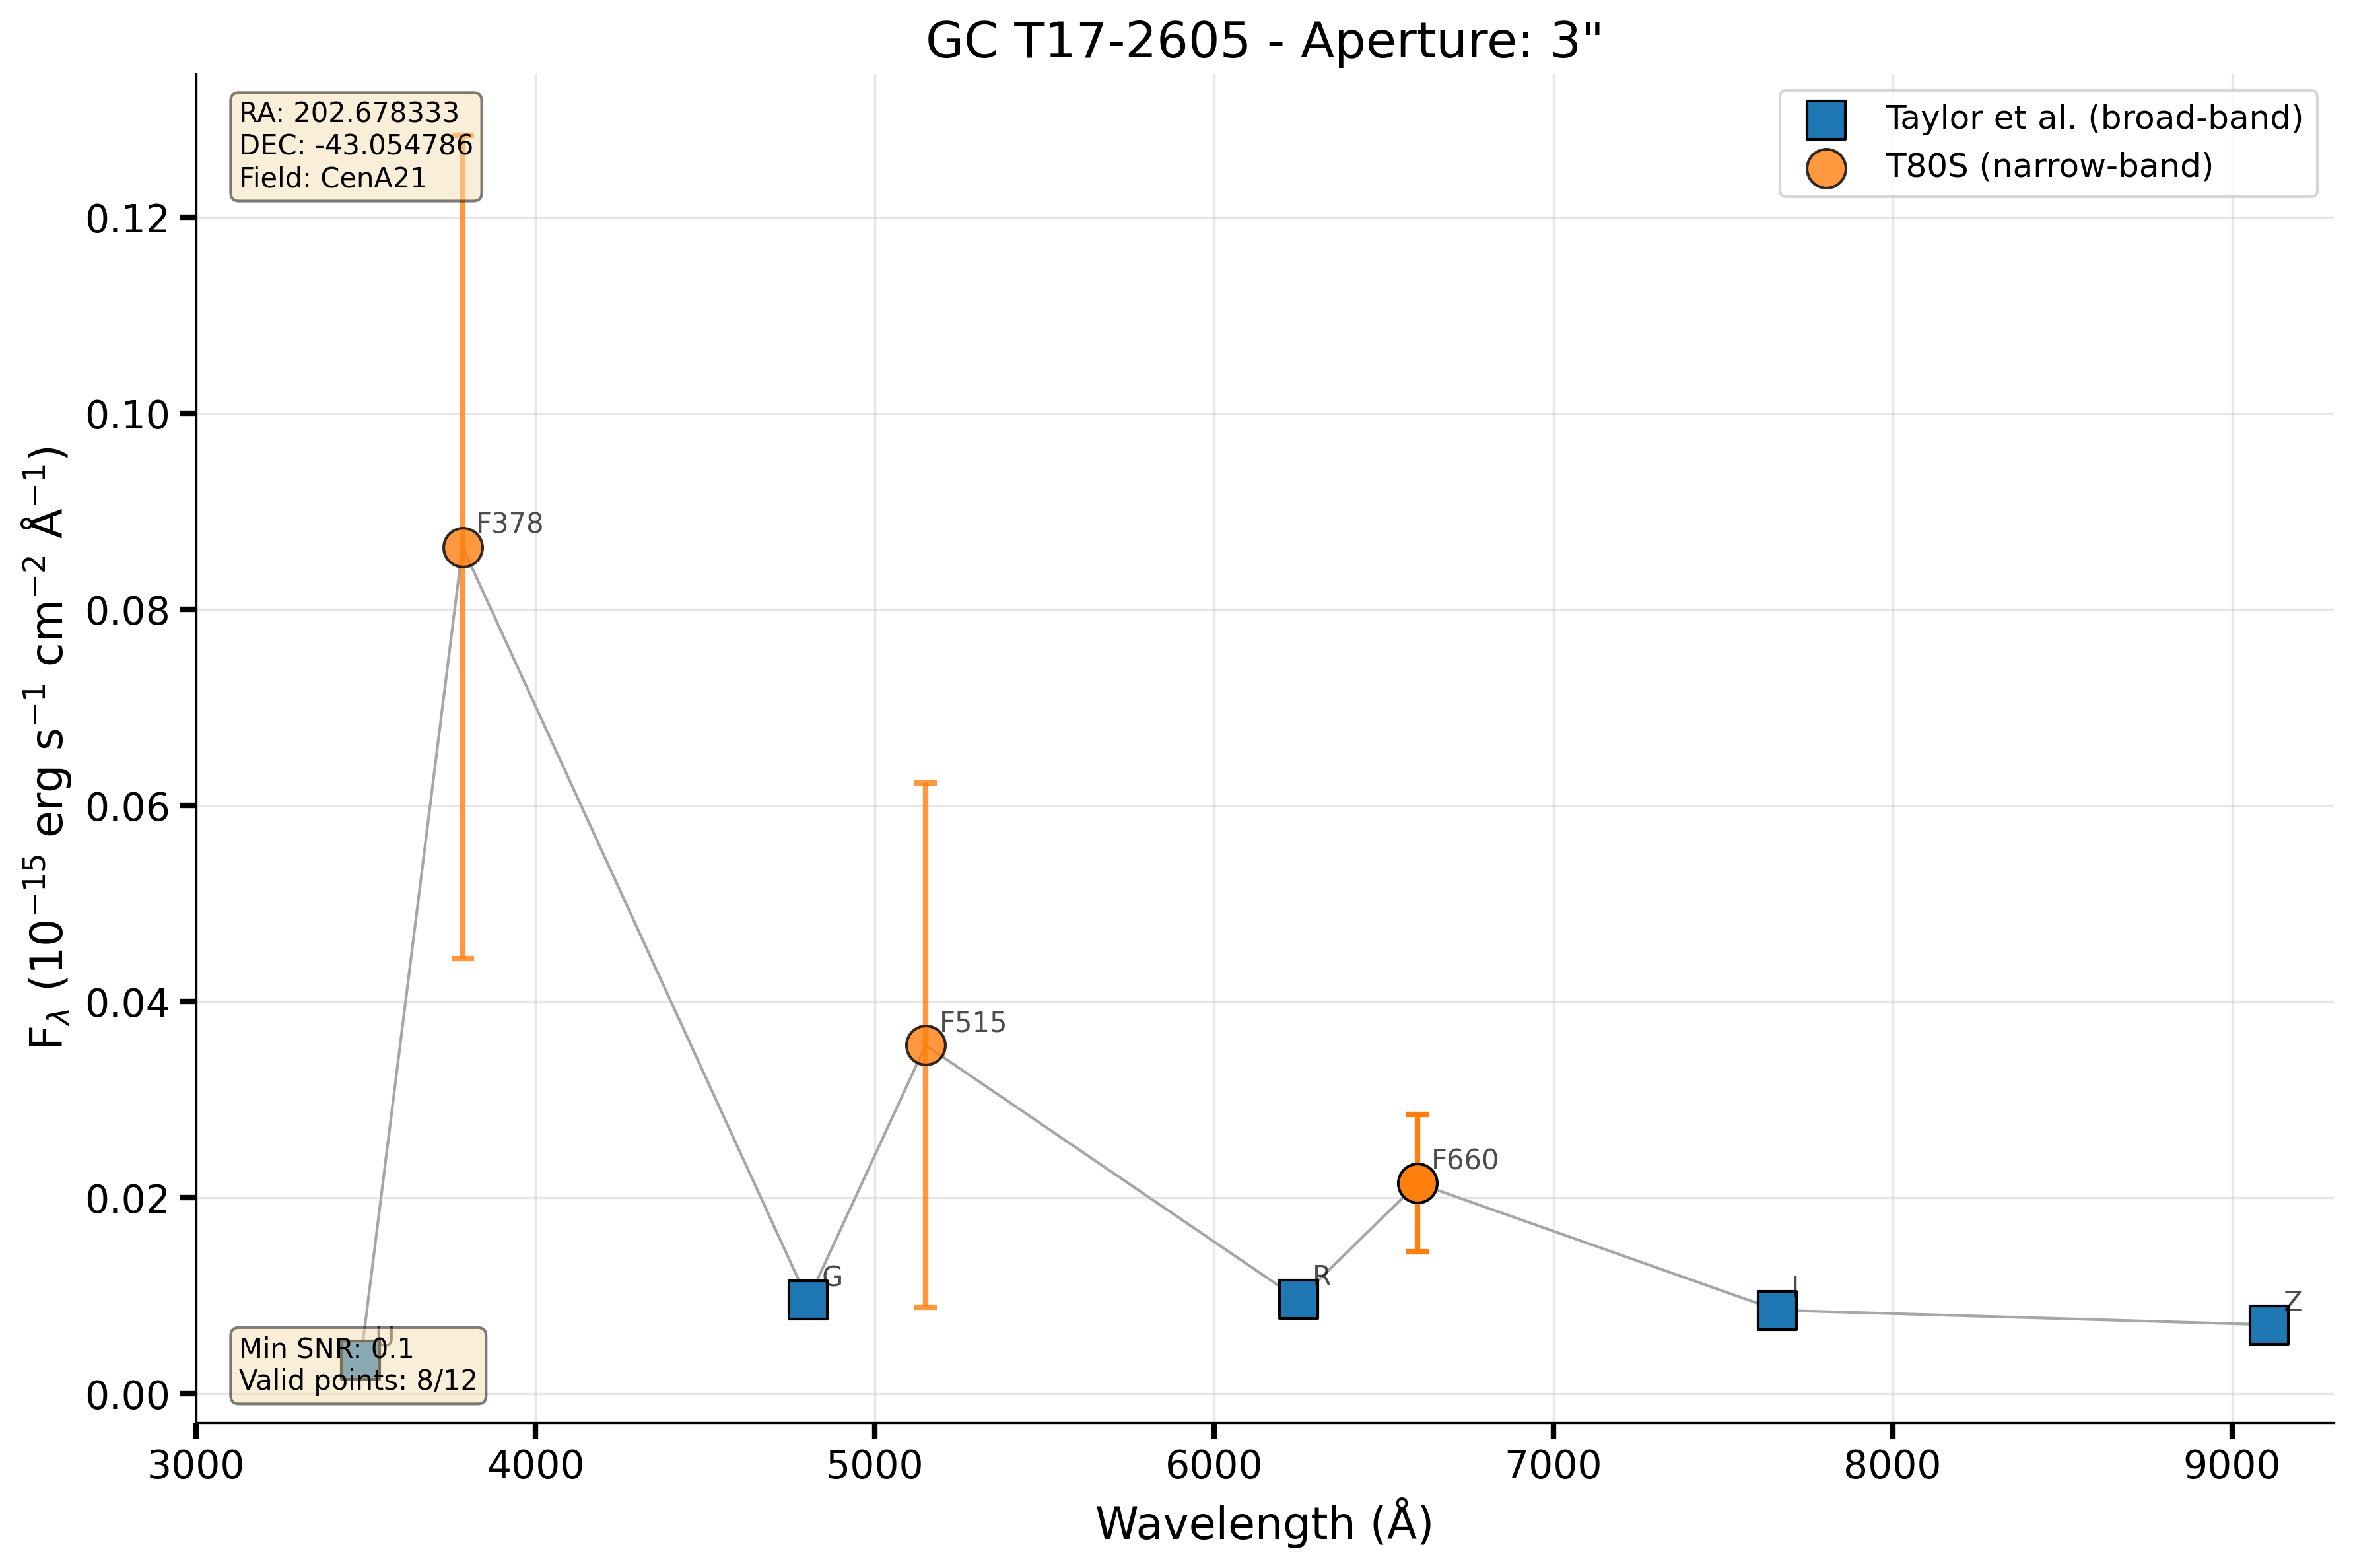 GC T17-2605 - Aperture: 3"
RA: 202.678333
DEC: -43.054786
Field: CenA21
Taylor et al. (broad-band)
T80S (narrow-band)
0.12
0.10
0.08
0.06
0.04
0.02
0.00
F_λ (10⁻¹⁵ erg s⁻¹ cm⁻² Å⁻¹)
F378
F515
F660
U
G
R
I
Z
Min SNR: 0.1
Valid points: 8/12
3000 4000 5000 6000 7000 8000 9000
Wavelength (Å)